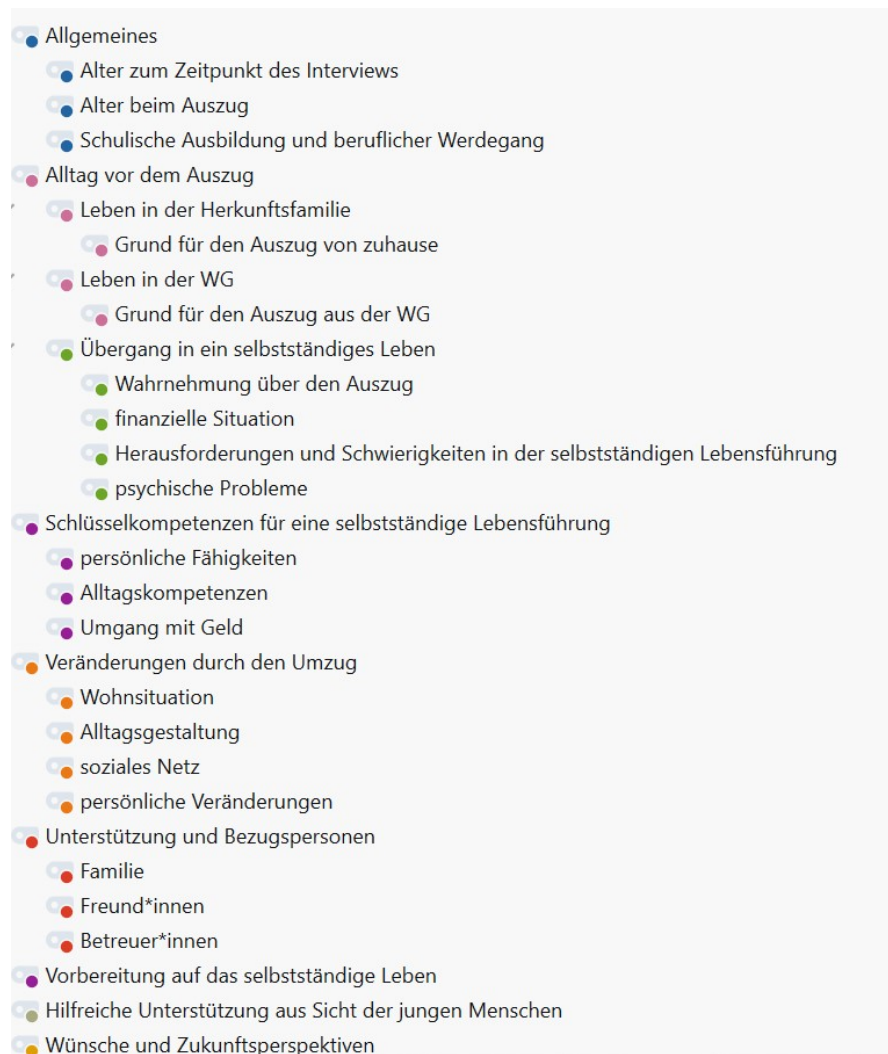 Allgemeines
Alter zum Zeitpunkt des Interviews
Alter beim Auszug
Schulische Ausbildung und beruflicher Werdegang
Alltag vor dem Auszug
Leben in der Herkunftsfamilie
Grund für den Auszug von zuhause
Leben in der WG
Grund für den Auszug aus der WG
Übergang in ein selbstständiges Leben
Wahrnehmung über den Auszug
finanzielle Situation
Herausforderungen und Schwierigkeiten in der selbstständigen Lebensführung
psychische Probleme
Schlüsselkompetenzen für eine selbstständige Lebensführung
persönliche Fähigkeiten
Alltagskompetenzen
Umgang mit Geld
Veränderungen durch den Umzug
Wohnsituation
Alltagsgestaltung
soziales Netz
persönliche Veränderungen
Unterstützung und Bezugspersonen
Familie
Freund*innen
Betreuer*innen
Vorbereitung auf das selbstständige Leben
Hilfreiche Unterstützung aus Sicht der jungen Menschen
Wünsche und Zukunftsperspektiven